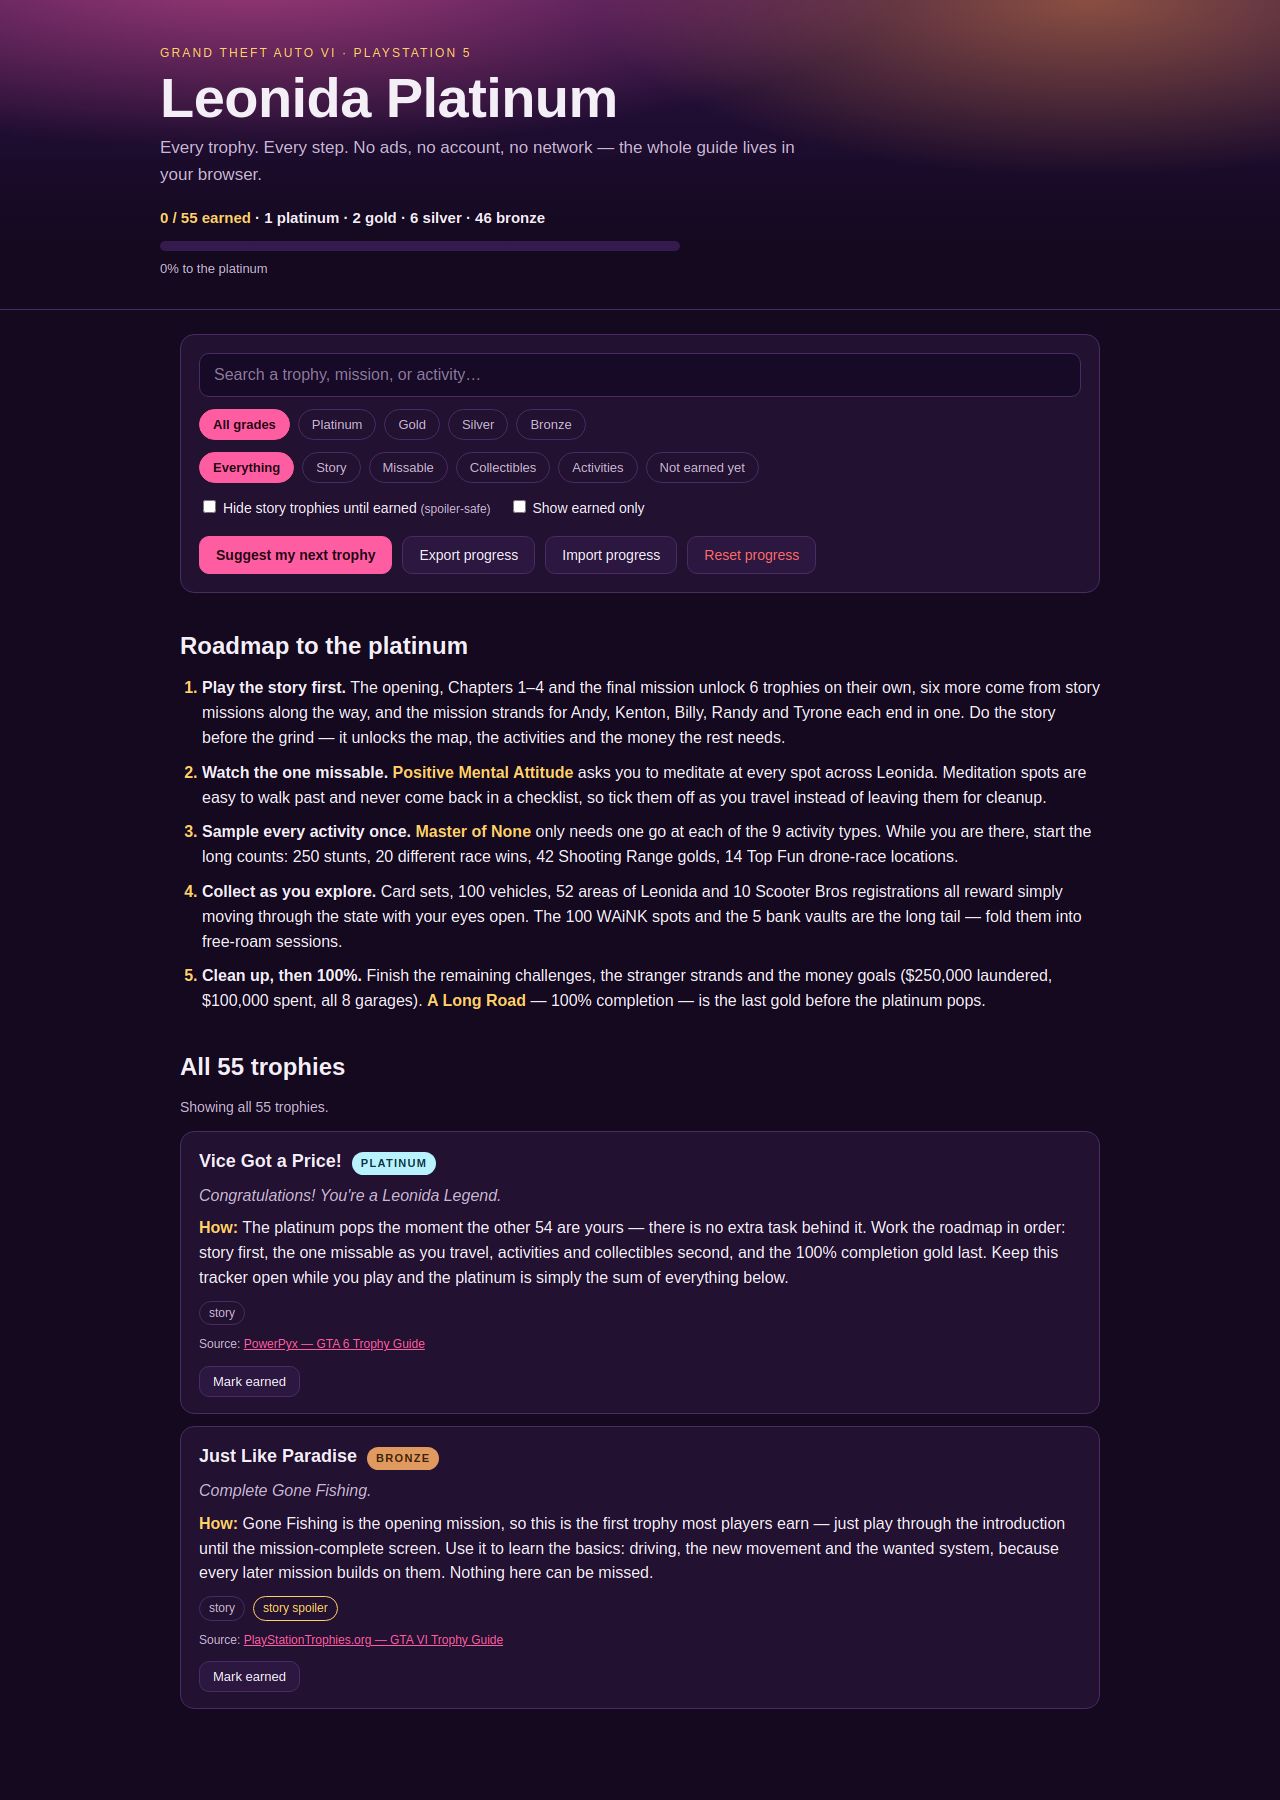 GRAND THEFT AUTO VI · PLAYSTATION 5
Leonida Platinum
Every trophy. Every step. No ads, no account, no network — the whole guide lives in
your browser.
0 / 55 earned · 1 platinum · 2 gold · 6 silver · 46 bronze
0% to the platinum
Search a trophy, mission, or activity…
All grades Platinum Gold Silver Bronze
Everything Story Missable Collectibles Activities Not earned yet
Hide story trophies until earned (spoiler-safe) Show earned only
Suggest my next trophy Export progress Import progress Reset progress
Roadmap to the platinum
1. Play the story first. The opening, Chapters 1–4 and the final mission unlock 6 trophies on their own, six more come from story
missions along the way, and the mission strands for Andy, Kenton, Billy, Randy and Tyrone each end in one. Do the story
before the grind — it unlocks the map, the activities and the money the rest needs.
2. Watch the one missable. Positive Mental Attitude asks you to meditate at every spot across Leonida. Meditation spots are
easy to walk past and never come back in a checklist, so tick them off as you travel instead of leaving them for cleanup.
3. Sample every activity once. Master of None only needs one go at each of the 9 activity types. While you are there, start the
long counts: 250 stunts, 20 different race wins, 42 Shooting Range golds, 14 Top Fun drone-race locations.
4. Collect as you explore. Card sets, 100 vehicles, 52 areas of Leonida and 10 Scooter Bros registrations all reward simply
moving through the state with your eyes open. The 100 WAiNK spots and the 5 bank vaults are the long tail — fold them into
free-roam sessions.
5. Clean up, then 100%. Finish the remaining challenges, the stranger strands and the money goals ($250,000 laundered,
$100,000 spent, all 8 garages). A Long Road — 100% completion — is the last gold before the platinum pops.
All 55 trophies
Showing all 55 trophies.
Vice Got a Price! PLATINUM
Congratulations! You're a Leonida Legend.
How: The platinum pops the moment the other 54 are yours — there is no extra task behind it. Work the roadmap in order:
story first, the one missable as you travel, activities and collectibles second, and the 100% completion gold last. Keep this
tracker open while you play and the platinum is simply the sum of everything below.
story
Source: PowerPyx — GTA 6 Trophy Guide
Mark earned
Just Like Paradise BRONZE
Complete Gone Fishing.
How: Gone Fishing is the opening mission, so this is the first trophy most players earn — just play through the introduction
until the mission-complete screen. Use it to learn the basics: driving, the new movement and the wanted system, because
every later mission builds on them. Nothing here can be missed.
story story spoiler
Source: PlayStationTrophies.org — GTA VI Trophy Guide
Mark earned